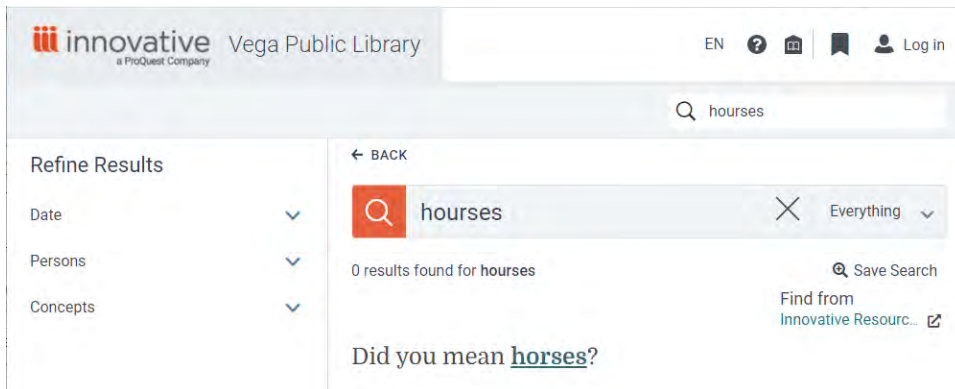 innovative Vega Public Library
a ProQuest Company
EN Log in
hourses
Refine Results
Date
Persons
Concepts
← BACK
hourses Everything
0 results found for hourses Save Search
Find from
Innovative Resourc...
Did you mean horses?